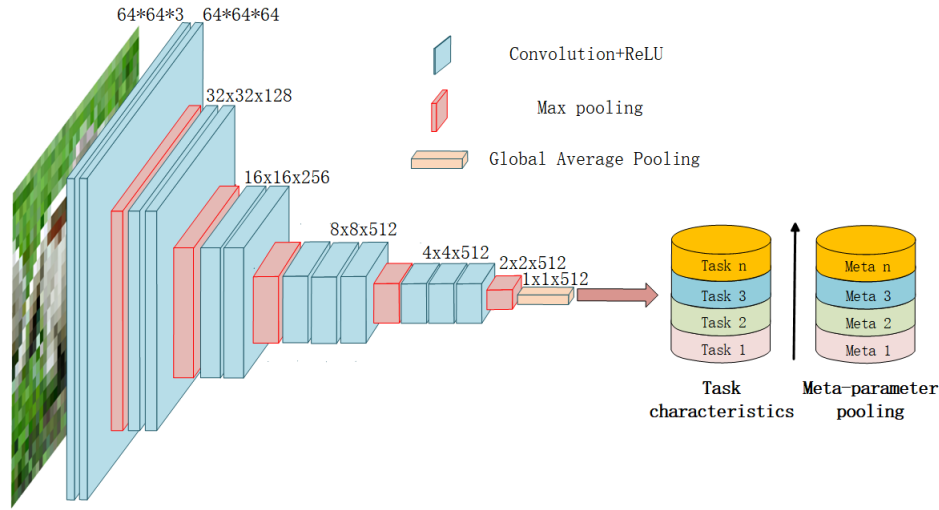 64*64*3 64*64*64
Convolution+ReLU
32x32x128
Max pooling
Global Average Pooling
16x16x256
8x8x512
4x4x512
2x2x512
1x1x512
Task n Meta n
Task 3 Meta 3
Task 2 Meta 2
Task 1 Meta 1
Task
characteristics
Meta-parameter
pooling